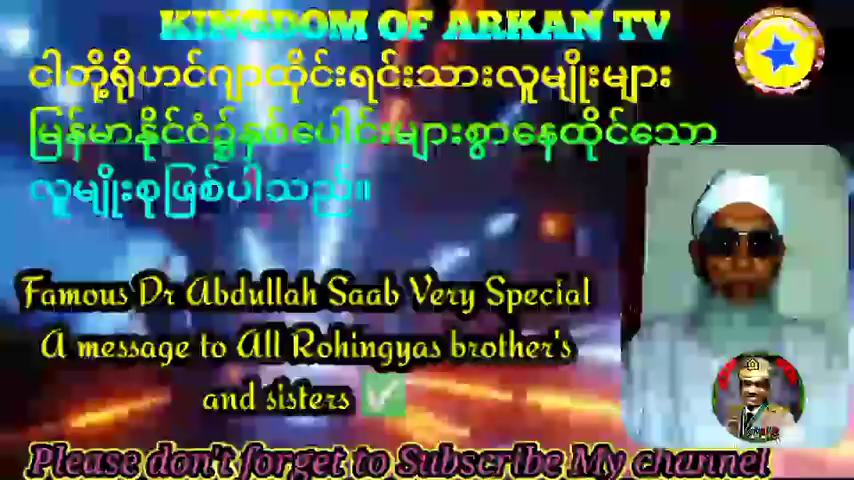 KINGDOM OF ARKAN TV
ငါတို့ရိုဟင်ဂျာထိုင်းရင်းသားလူမျိုးများ
မြန်မာနိုင်ငံ၌နှစ်ပေါင်းများစွာနေထိုင်သော
လူမျိုးစုဖြစ်ပါသည်။
Famous Dr Abdullah Saab Very Special
A message to All Rohingyas brother's
and sisters ✅
Please don't forget to Subscribe My channel